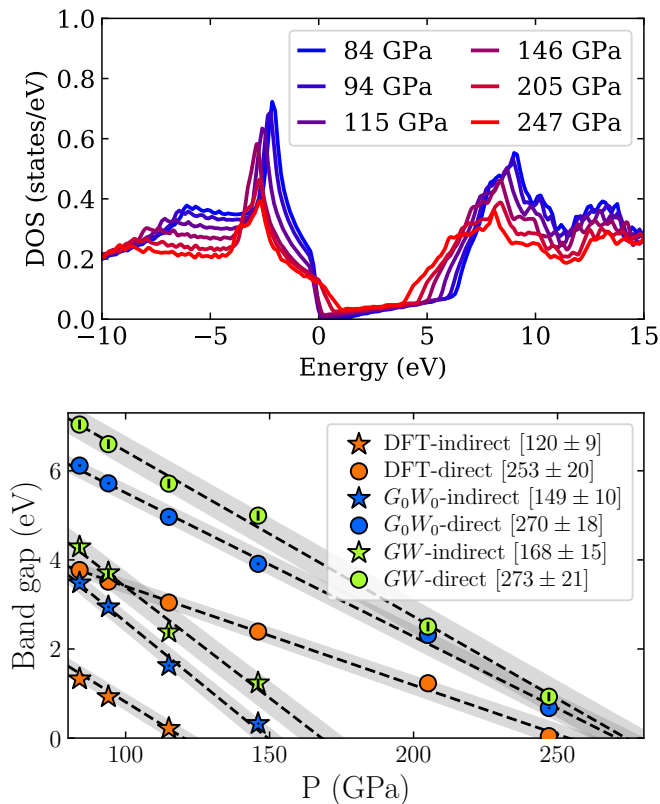 1.0
0.8
0.6
0.4
0.2
0.0
DOS (states/eV)
84 GPa
94 GPa
115 GPa
146 GPa
205 GPa
247 GPa
−10 −5 0 5 10 15
Energy (eV)
6
4
2
0
Band gap (eV)
DFT-indirect [120 ± 9]
DFT-direct [253 ± 20]
G₀W₀-indirect [149 ± 10]
G₀W₀-direct [270 ± 18]
GW-indirect [168 ± 15]
GW-direct [273 ± 21]
100 150 200 250
P (GPa)